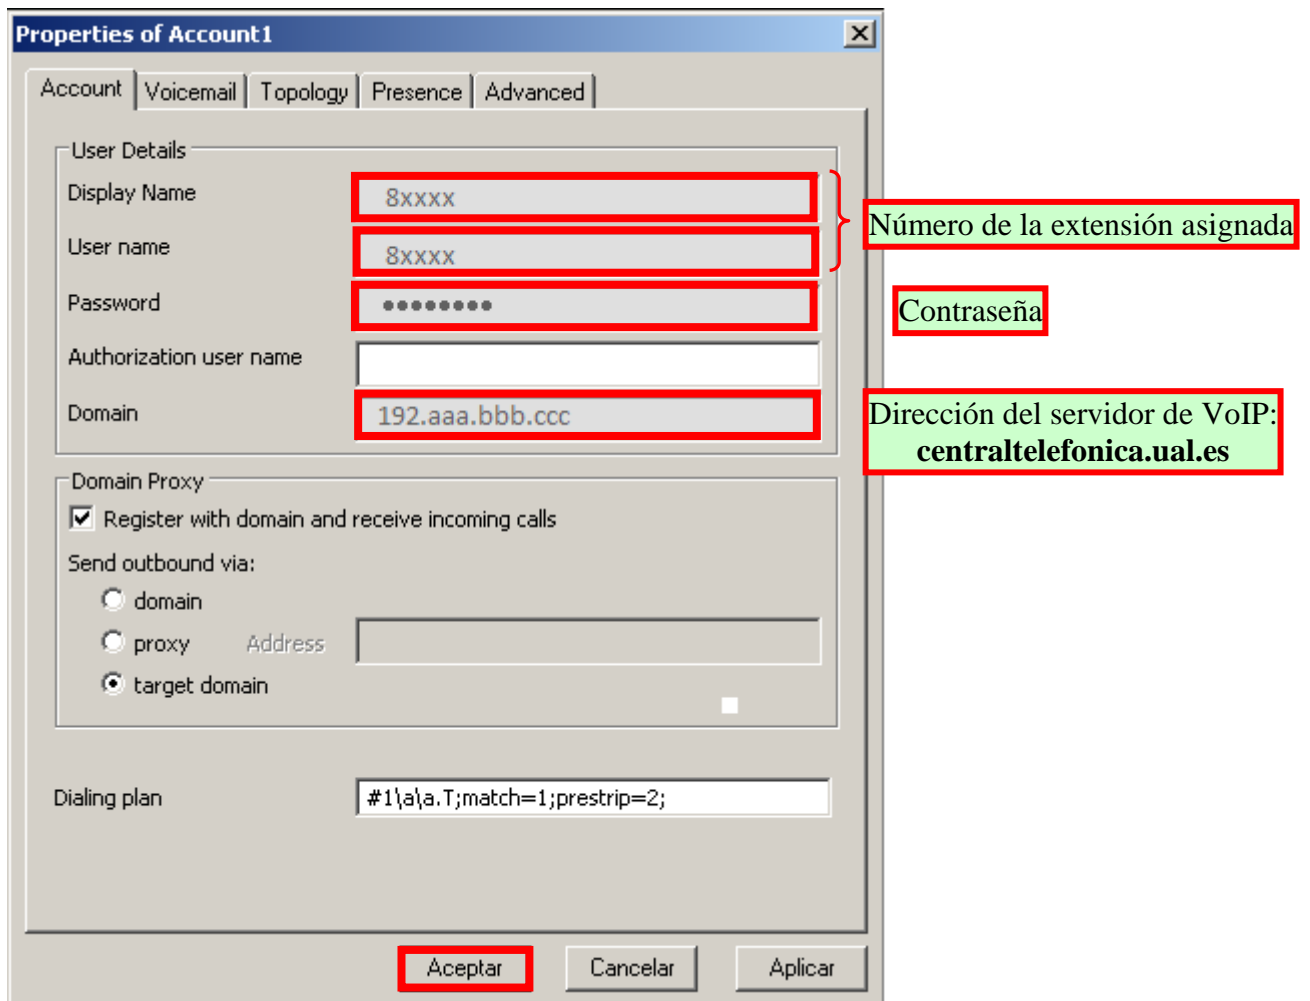 Properties of Account1
Account Voicemail Topology Presence Advanced
User Details
Display Name 8xxxx
Número de la extensión asignada
User name 8xxxx
Password ●●●●●●●●
Contraseña
Authorization user name
Domain 192.aaa.bbb.ccc
Dirección del servidor de VoIP:
centraltelefonica.ual.es
Domain Proxy
Register with domain and receive incoming calls
Send outbound via:
domain
proxy Address
target domain
Dialing plan #1\a\a.T;match=1;prestrip=2;
Aceptar Cancelar Aplicar